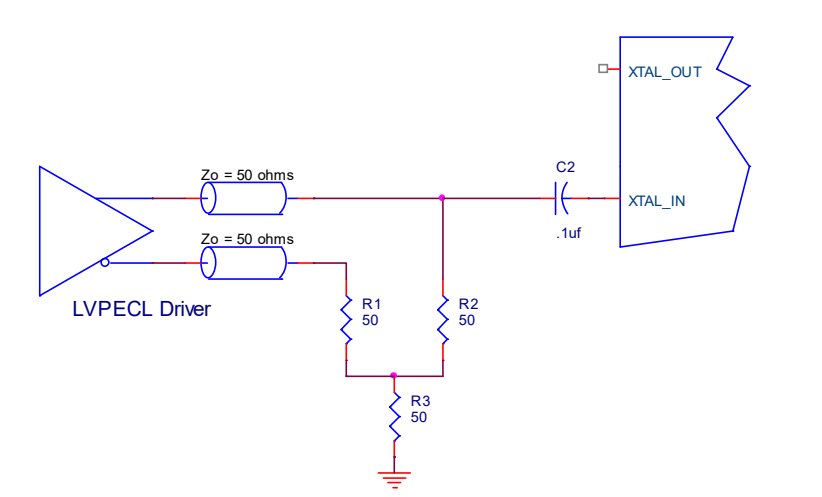 XTAL_OUT
C2
Zo = 50 ohms
XTAL_IN
.1uf
Zo = 50 ohms
LVPECL Driver
R1
50
R2
50
R3
50